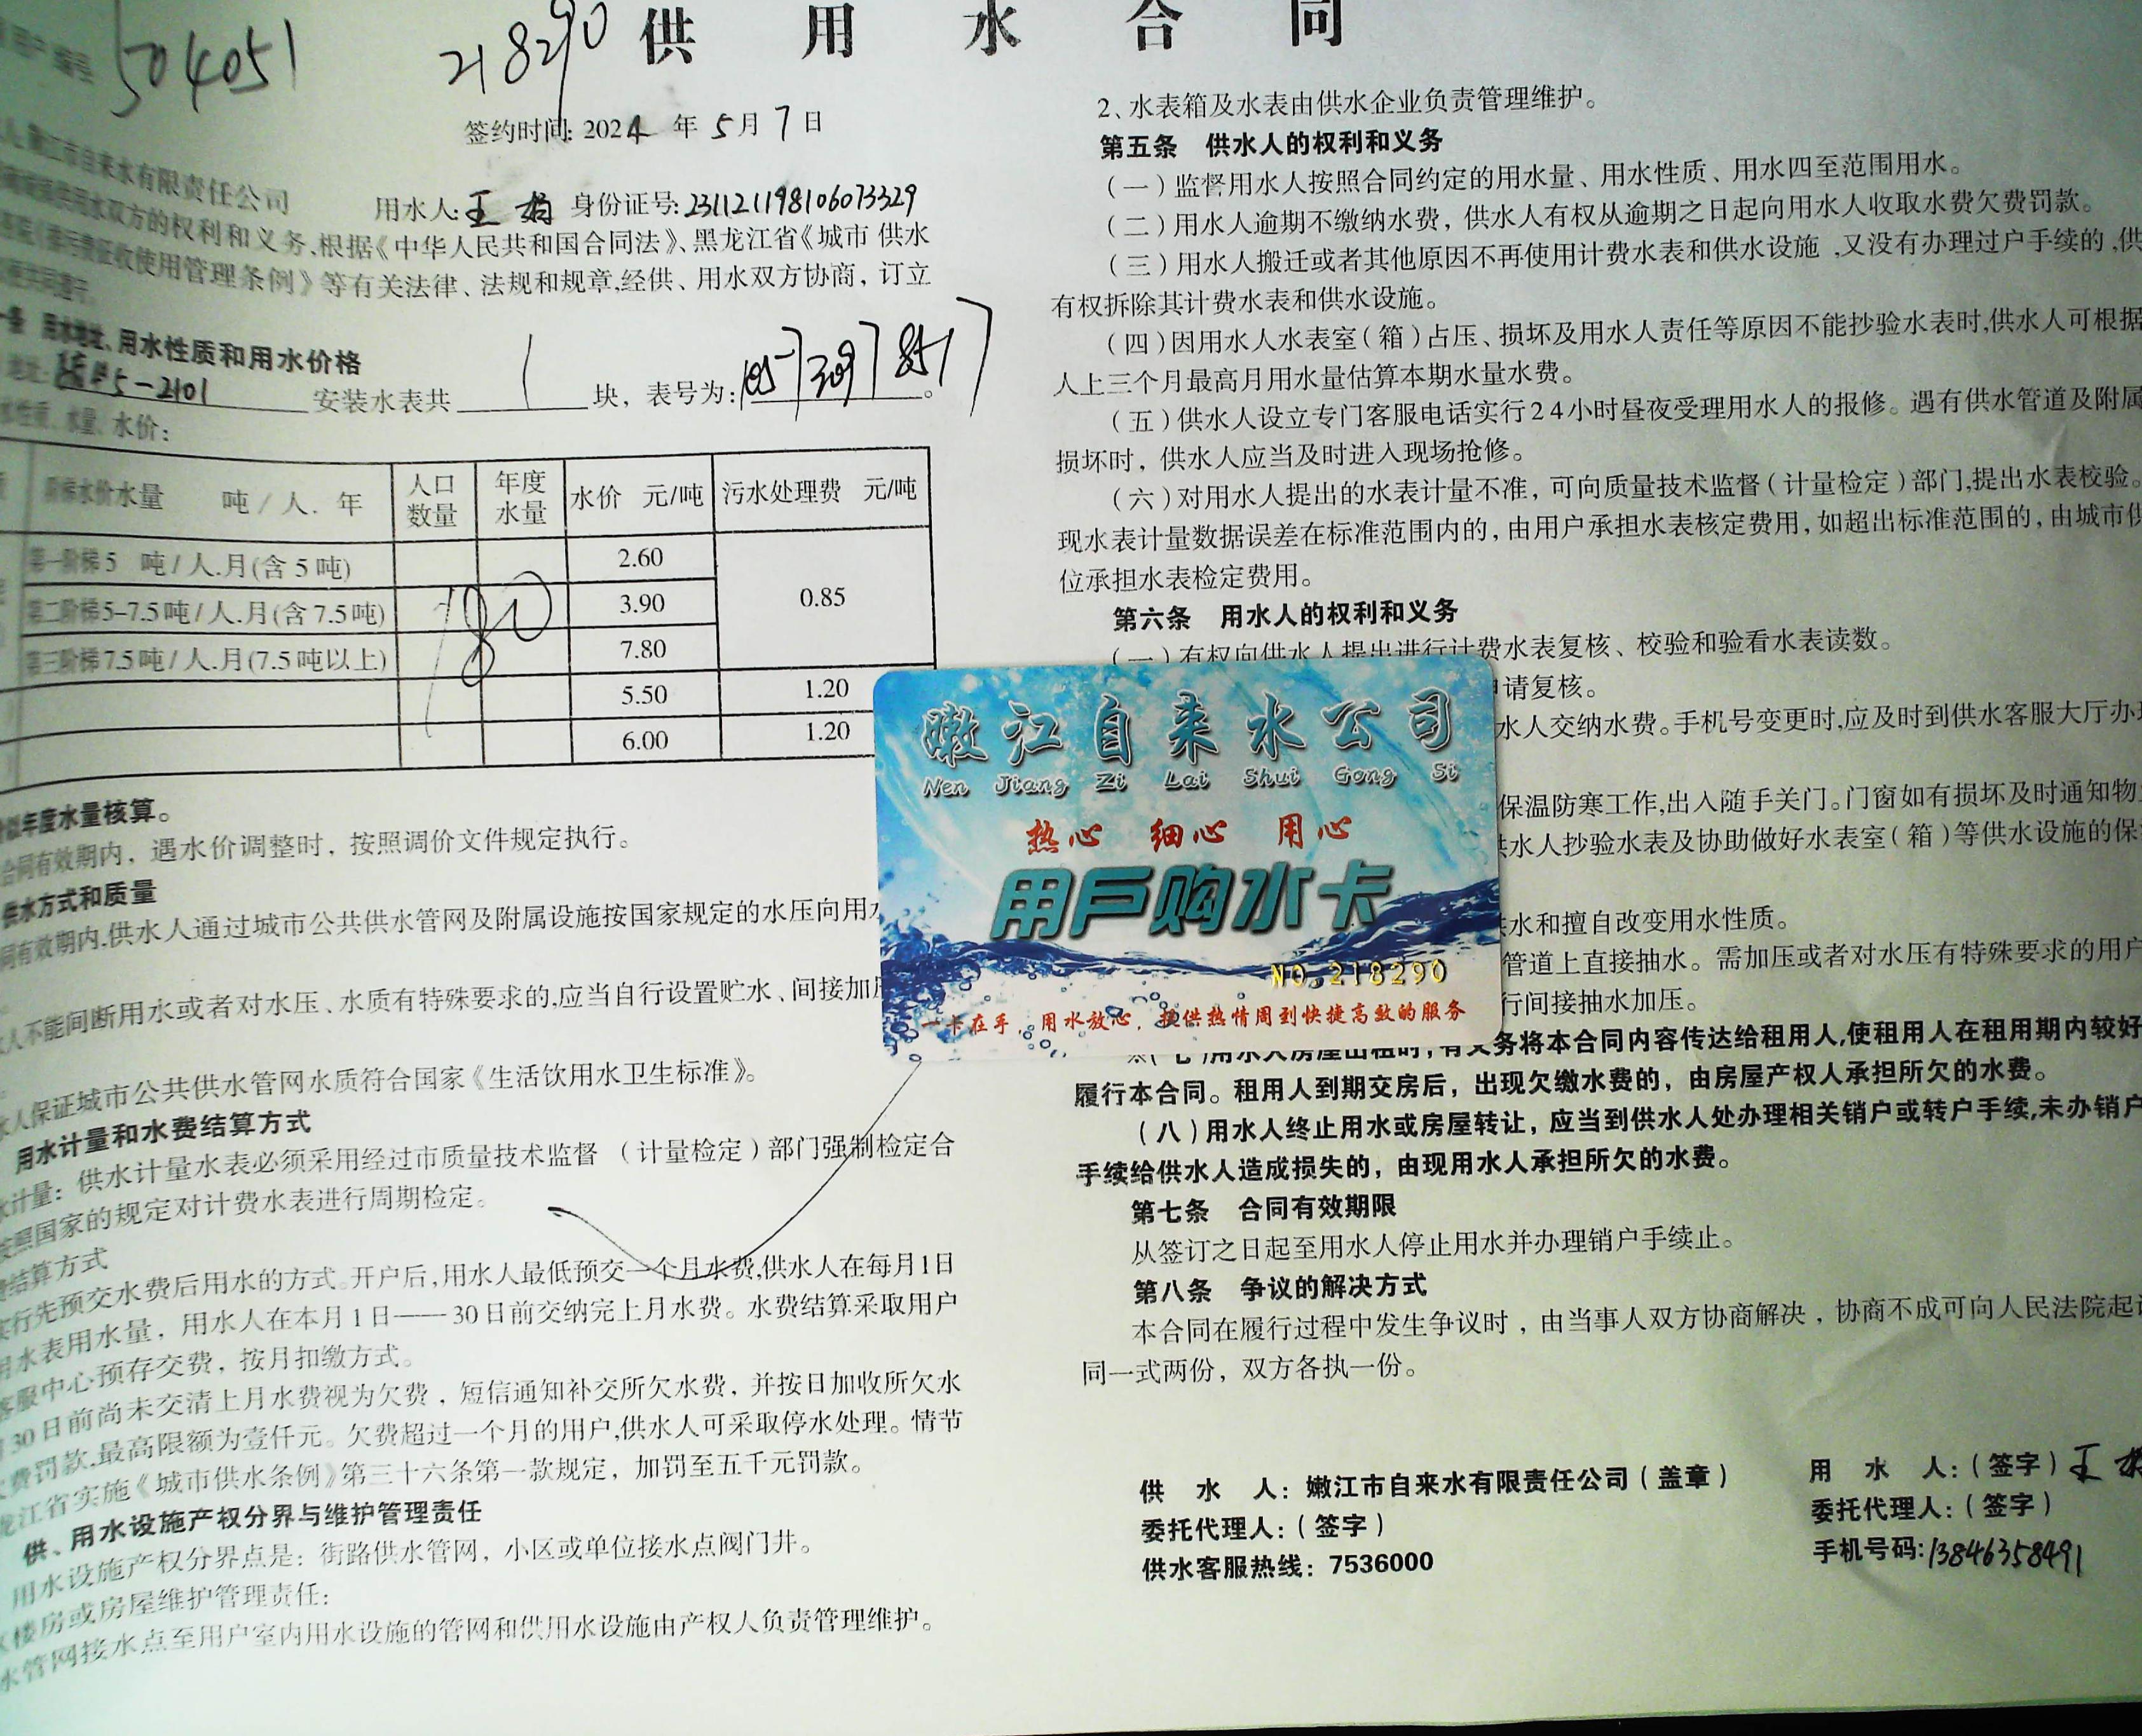 供用水合同
用户编号 504051
218290
签约时间: 2024 年 5 月 7 日
嫩江市自来水有限责任公司
用水人: 王 身份证号: 231121198106073329
用水双方的权利和义务,根据《中华人民共和国合同法》、黑龙江省《城市 供水
征收使用管理条例》等有关法律、法规和规章,经供、用水双方协商，订立
条 用水地址、用水性质和用水价格
地址: 5-2101 安装水表共 1 块，表号为:
水性质、水量、水价：
阶梯水价水量 吨 / 人．年 人口数量 年度水量 水价 元/吨 污水处理费 元/吨
第一阶梯 5 吨 / 人.月(含 5 吨) 2.60 0.85
第二阶梯 5-7.5 吨 / 人.月(含 7.5 吨) 180 3.90
第三阶梯 7.5 吨 / 人.月(7.5 吨以上) 7.80
5.50 1.20
6.00 1.20
年度水量核算。
合同有效期内，遇水价调整时，按照调价文件规定执行。
供水方式和质量
同有效期内,供水人通过城市公共供水管网及附属设施按国家规定的水压向用
人不能间断用水或者对水压、水质有特殊要求的,应当自行设置贮水、间接加
水人保证城市公共供水管网水质符合国家《生活饮用水卫生标准》。
用水计量和水费结算方式
水计量：供水计量水表必须采用经过市质量技术监督（计量检定）部门强制检定合
按照国家的规定对计费水表进行周期检定。
费结算方式
实行先预交水费后用水的方式。开户后,用水人最低预交一个月水费,供水人在每月1日
用水表用水量，用水人在本月 1 日—— 30 日前交纳完上月水费。水费结算采取用户
客服中心预存交费，按月扣缴方式。
30 日前尚未交清上月水费视为欠费，短信通知补交所欠水费，并按日加收所欠水
费罚款,最高限额为壹仟元。欠费超过一个月的用户,供水人可采取停水处理。情节
龙江省实施《城市供水条例》第三十六条第一款规定，加罚至五千元罚款。
供、用水设施产权分界与维护管理责任
用水设施产权分界点是：街路供水管网，小区或单位接水点阀门井。
楼房或房屋维护管理责任：
水管网接水点至用户室内用水设施的管网和供用水设施由产权人负责管理维护。
2、水表箱及水表由供水企业负责管理维护。
第五条 供水人的权利和义务
（一）监督用水人按照合同约定的用水量、用水性质、用水四至范围用水。
（二）用水人逾期不缴纳水费，供水人有权从逾期之日起向用水人收取水费欠费罚款。
（三）用水人搬迁或者其他原因不再使用计费水表和供水设施 ,又没有办理过户手续的 ,供
有权拆除其计费水表和供水设施。
（四）因用水人水表室（箱）占压、损坏及用水人责任等原因不能抄验水表时,供水人可根据
人上三个月最高月用水量估算本期水量水费。
（五）供水人设立专门客服电话实行24小时昼夜受理用水人的报修。遇有供水管道及附属
损坏时，供水人应当及时进入现场抢修。
（六）对用水人提出的水表计量不准，可向质量技术监督（计量检定）部门,提出水表校验。
现水表计量数据误差在标准范围内的，由用户承担水表核定费用，如超出标准范围的，由城市供
位承担水表检定费用。
第六条 用水人的权利和义务
（一）有权向供水人提出进行计费水表复核、校验和验看水表读数。
请复核。
水人交纳水费。手机号变更时,应及时到供水客服大厅办
保温防寒工作,出入随手关门。门窗如有损坏及时通知物
水人抄验水表及协助做好水表室（箱）等供水设施的保
水和擅自改变用水性质。
管道上直接抽水。需加压或者对水压有特殊要求的用户
行间接抽水加压。
（七）用水人房屋出租时，有义务将本合同内容传达给租用人,使租用人在租用期内较好
履行本合同。租用人到期交房后，出现欠缴水费的，由房屋产权人承担所欠的水费。
（八）用水人终止用水或房屋转让，应当到供水人处办理相关销户或转户手续,未办销户
手续给供水人造成损失的，由现用水人承担所欠的水费。
第七条 合同有效期限
从签订之日起至用水人停止用水并办理销户手续止。
第八条 争议的解决方式
本合同在履行过程中发生争议时，由当事人双方协商解决，协商不成可向人民法院起
同一式两份，双方各执一份。
供 水 人：嫩江市自来水有限责任公司（盖章）
委托代理人：（签字）
供水客服热线：7536000
用 水 人：（签字）王
委托代理人：（签字）
手机号码: 13846358491
嫩江自来水公司
Nen Jiang Zi Lai Shui Gong Si
热心 细心 用心
用户购水卡
NO.218290
一卡在手，用水放心，提供热情周到快捷高效的服务